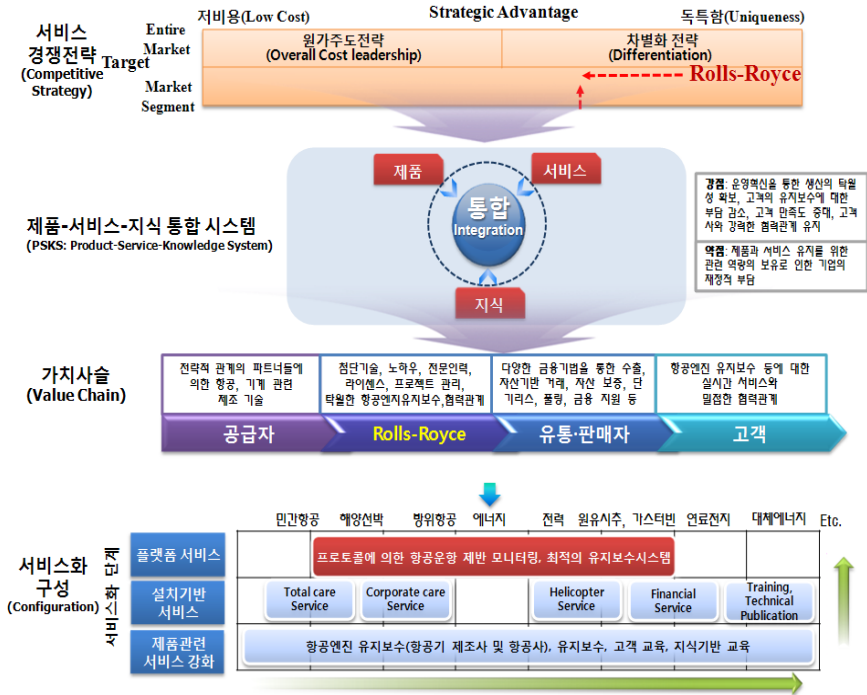 저비용(Low Cost)
Strategic Advantage
독특함(Uniqueness)
서비스
경쟁전략
(Competitive
Strategy)
Target
Entire
Market
Market
Segment
원가주도전략
(Overall Cost leadership)
차별화 전략
(Differentiation)
Rolls-Royce
제품
서비스
통합
Integration
지식
제품-서비스-지식 통합 시스템
(PSKS: Product-Service-Knowledge System)
강점: 운영혁신을 통한 생산의 탁월
성 확보, 고객의 유지보수에 대한
부담 감소, 고객 만족도 증대, 고객
사와 강력한 협력관계 유지
약점: 제품과 서비스 유지를 위한
관련 역량의 보유로 인한 기업의
재정적 부담
가치사슬
(Value Chain)
전략적 관계의 파트너들에
의한 항공, 기계 관련
제조 기술
첨단기술, 노하우, 전문인력,
라이센스, 프로젝트 관리,
탁월한 항공엔지유지보수,협력관계
다양한 금융기법을 통한 수출,
자산기반 거래, 자산 보증, 단
기리스, 풀링, 금융 지원 등
항공엔진 유지보수 등에 대한
실시간 서비스와
밀접한 협력관계
공급자
Rolls-Royce
유통·판매자
고객
서비스화
구성
(Configuration)
서비스화 단계
민간항공
해양선박
방위항공
에너지
전력
원유시추, 가스터빈
연료전지
대체에너지
Etc.
플랫폼 서비스
프로토콜에 의한 항공운항 제반 모니터링, 최적의 유지보수시스템
설치기반
서비스
Total care
Service
Corporate care
Service
Helicopter
Service
Financial
Service
Training,
Technical
Publication
제품관련
서비스 강화
항공엔진 유지보수(항공기 제조사 및 항공사), 유지보수, 고객 교육, 지식기반 교육